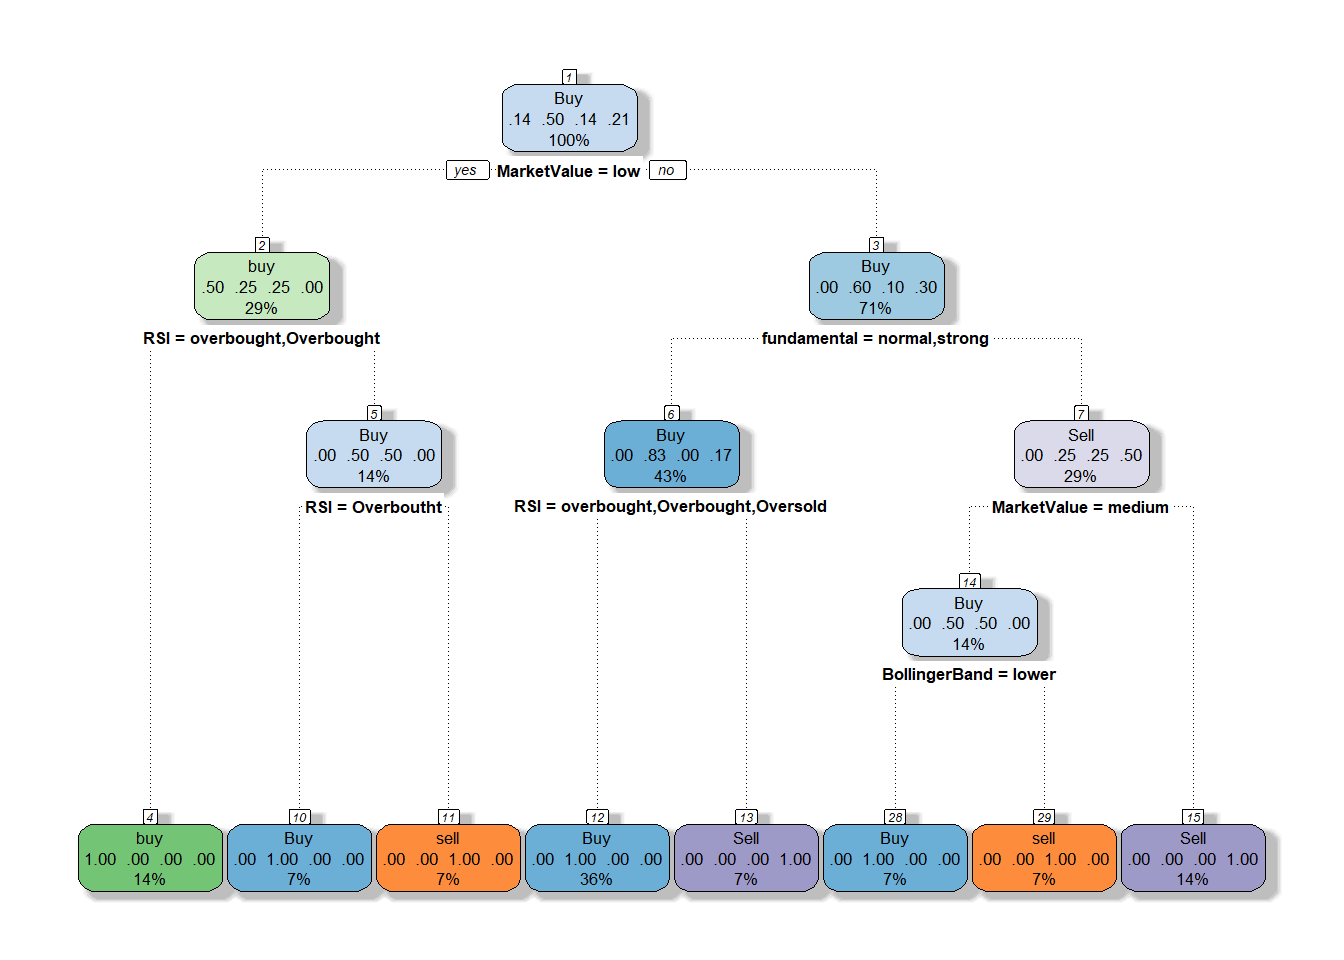 1
Buy
.14 .50 .14 .21
100%
yes MarketValue = low no
2
buy
.50 .25 .25 .00
29%
3
Buy
.00 .60 .10 .30
71%
RSI = overbought,Overbought
fundamental = normal,strong
5
Buy
.00 .50 .50 .00
14%
6
Buy
.00 .83 .00 .17
43%
7
Sell
.00 .25 .25 .50
29%
RSI = Overboutht
RSI = overbought,Overbought,Oversold
MarketValue = medium
14
Buy
.00 .50 .50 .00
14%
BollingerBand = lower
4
buy
1.00 .00 .00 .00
14%
10
Buy
.00 1.00 .00 .00
7%
11
sell
.00 .00 1.00 .00
7%
12
Buy
.00 1.00 .00 .00
36%
13
Sell
.00 .00 .00 1.00
7%
28
Buy
.00 1.00 .00 .00
7%
29
sell
.00 .00 1.00 .00
7%
15
Sell
.00 .00 .00 1.00
14%